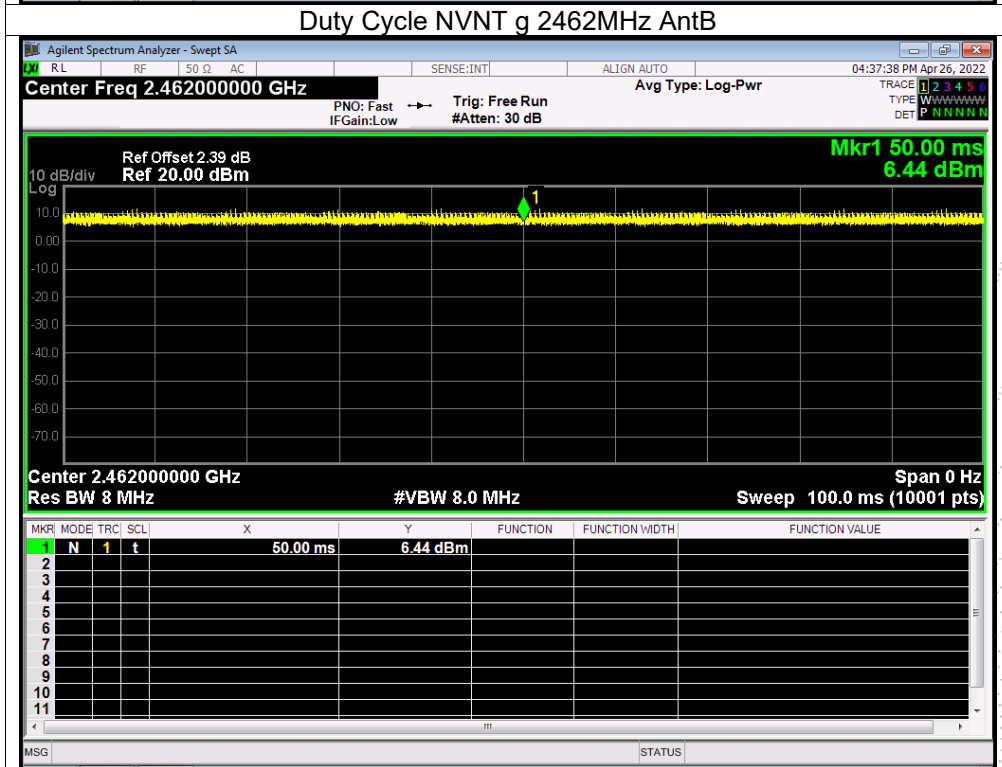 Duty Cycle NVNT g 2462MHz AntB
Agilent Spectrum Analyzer - Swept SA
LXI RL RF 50 Ω AC SENSE:INT ALIGN AUTO 04:37:38 PM Apr 26, 2022
Center Freq 2.462000000 GHz Avg Type: Log-Pwr TRACE 1 2 3 4 5 6
PNO: Fast Trig: Free Run TYPE WWWWWW
IFGain:Low #Atten: 30 dB DET P N N N N N
Mkr1 50.00 ms
Ref Offset 2.39 dB
10 dB/div Ref 20.00 dBm 6.44 dBm
Log
1
10.0
0.00
-10.0
-20.0
-30.0
-40.0
-50.0
-60.0
-70.0
Center 2.462000000 GHz Span 0 Hz
Res BW 8 MHz #VBW 8.0 MHz Sweep 100.0 ms (10001 pts)
MKR MODE TRC SCL X Y FUNCTION FUNCTION WIDTH FUNCTION VALUE
1 N 1 t 50.00 ms 6.44 dBm
2
3
4
5
6
7
8
9
10
11
MSG STATUS